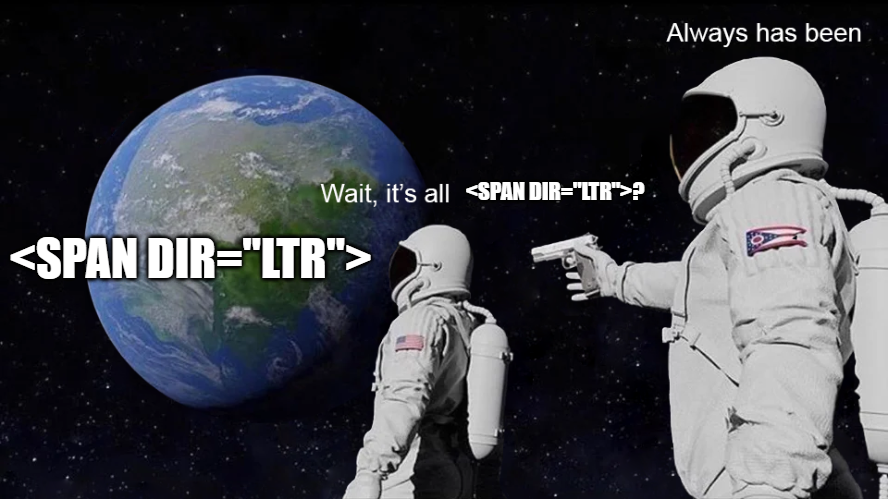 Always has been
Wait, it's all <SPAN DIR="LTR">?
<SPAN DIR="LTR">